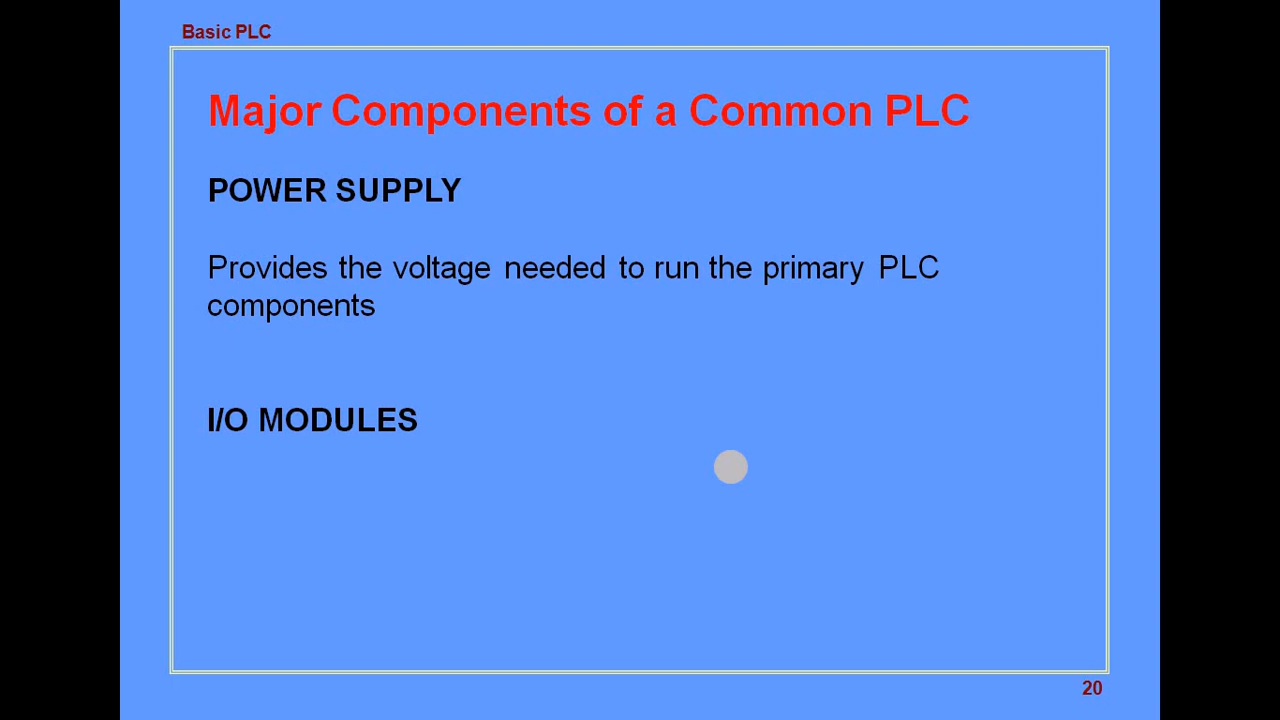 Basic PLC
Major Components of a Common PLC
POWER SUPPLY
Provides the voltage needed to run the primary PLC
components
I/O MODULES
20